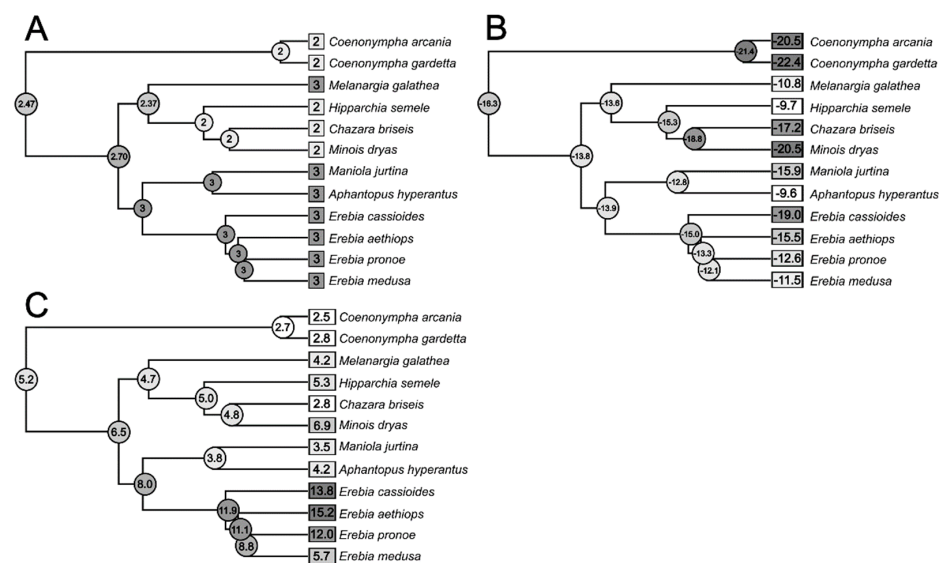 A
2 Coenonympha arcania
2
2 Coenonympha gardetta
3 Melanargia galathea
2.47
2.37
2 Hipparchia semele
2
2 Chazara briseis
2
2 Minois dryas
2.70
3 Maniola jurtina
3
3 Aphantopus hyperantus
3
3 Erebia cassioides
3
3 Erebia aethiops
3
3 Erebia pronoe
3
3 Erebia medusa
B
-20.5 Coenonympha arcania
-21.4
-22.4 Coenonympha gardetta
-10.8 Melanargia galathea
-16.3
-13.6
-9.7 Hipparchia semele
-15.3
-17.2 Chazara briseis
-18.8
-20.5 Minois dryas
-13.8
-15.9 Maniola jurtina
-12.8
-9.6 Aphantopus hyperantus
-13.9
-19.0 Erebia cassioides
-15.0
-15.5 Erebia aethiops
-13.3
-12.6 Erebia pronoe
-12.1
-11.5 Erebia medusa
C
2.5 Coenonympha arcania
2.7
2.8 Coenonympha gardetta
4.2 Melanargia galathea
5.2
4.7
5.3 Hipparchia semele
5.0
2.8 Chazara briseis
4.8
6.9 Minois dryas
6.5
3.5 Maniola jurtina
3.8
4.2 Aphantopus hyperantus
8.0
13.8 Erebia cassioides
11.9
15.2 Erebia aethiops
11.1
12.0 Erebia pronoe
8.8
5.7 Erebia medusa